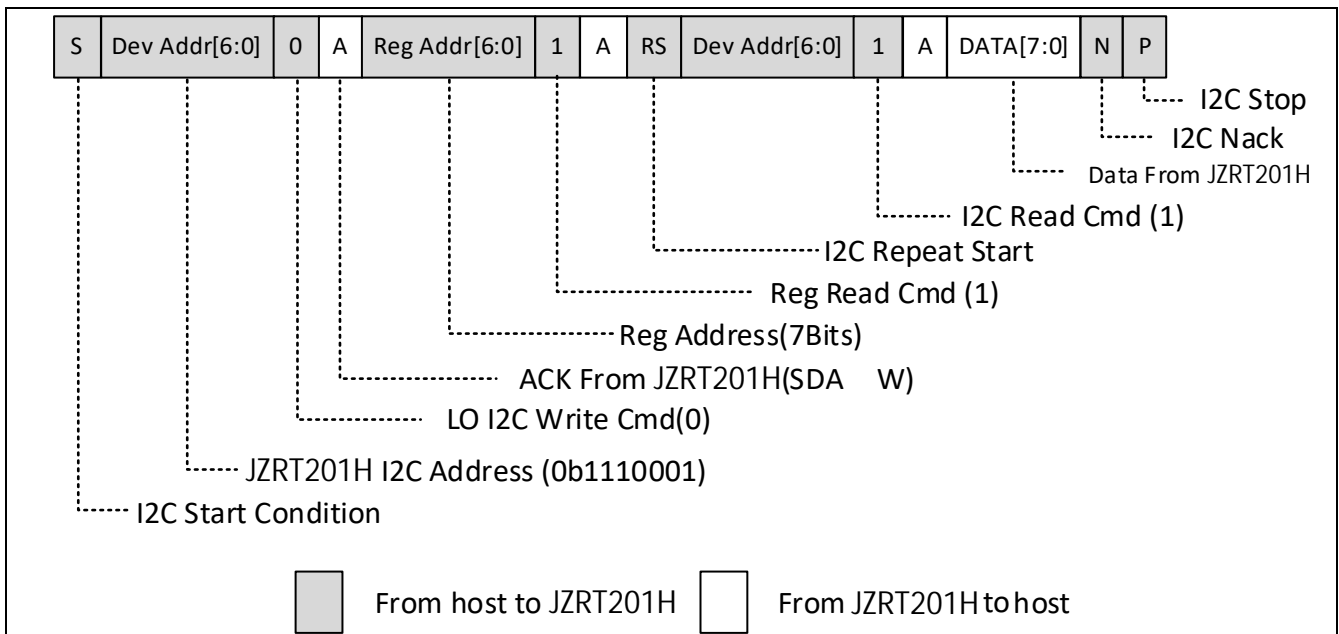 S Dev Addr[6:0] 0 A Reg Addr[6:0] 1 A RS Dev Addr[6:0] 1 A DATA[7:0] N P
I2C Stop
I2C Nack
Data From JZRT201H
I2C Read Cmd (1)
I2C Repeat Start
Reg Read Cmd (1)
Reg Address(7Bits)
ACK From JZRT201H(SDA W)
LO I2C Write Cmd(0)
JZRT201H I2C Address (0b1110001)
I2C Start Condition
From host to JZRT201H From JZRT201H to host